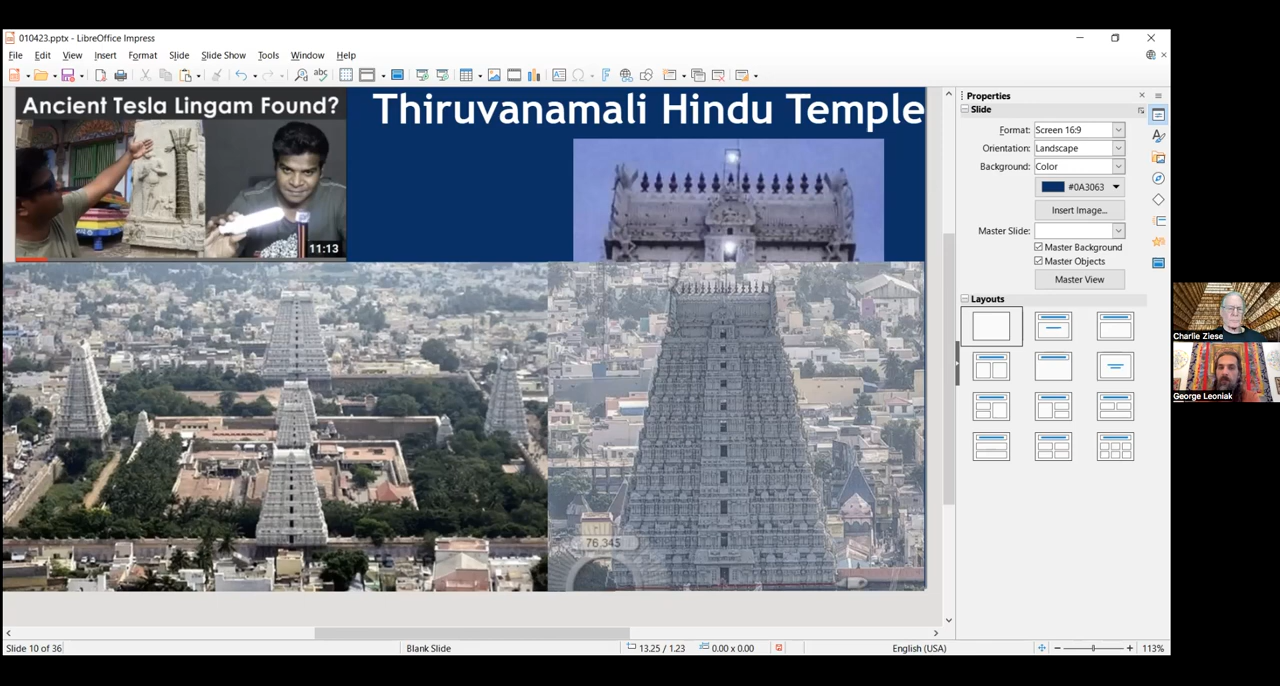 010423.pptx - LibreOffice Impress
File Edit View Insert Format Slide Slide Show Tools Window Help
Ancient Tesla Lingam Found?
11:13
Thiruvanamali Hindu Temple
76,345
Properties
Slide
Format: Screen 16:9
Orientation: Landscape
Background: Color
#0A3063
Insert Image...
Master Slide:
Master Background
Master Objects
Master View
Layouts
Charlie Ziese
George Leoniak
Slide 10 of 36
Blank Slide
13.25 / 1.23
0.00 x 0.00
English (USA)
113%